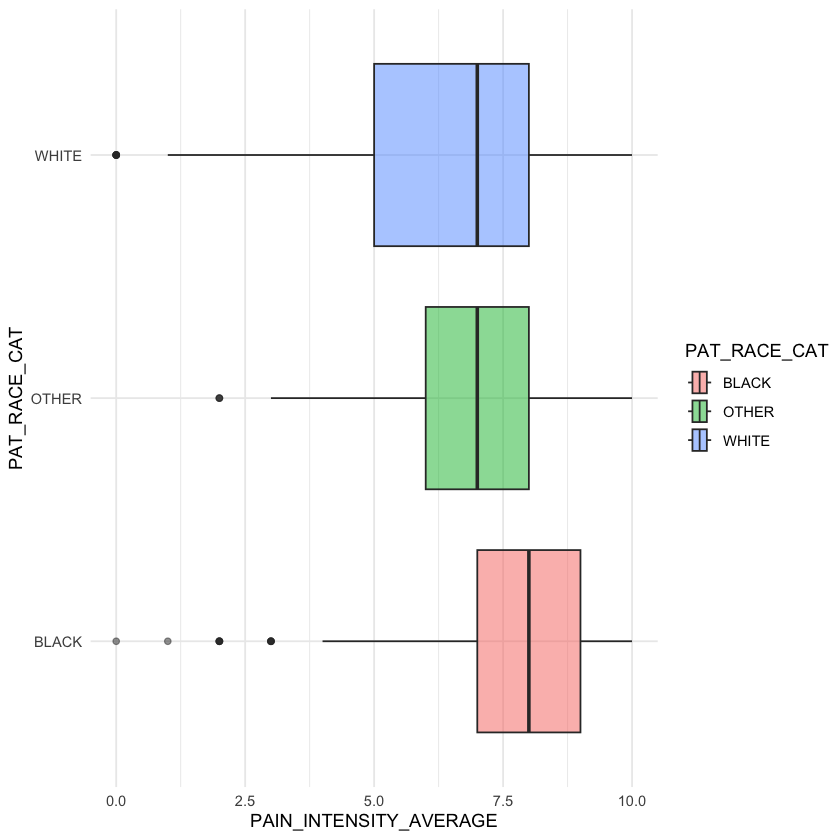 WHITE
OTHER
BLACK
PAT_RACE_CAT
0.0 2.5 5.0 7.5 10.0
PAIN_INTENSITY_AVERAGE
PAT_RACE_CAT
BLACK
OTHER
WHITE